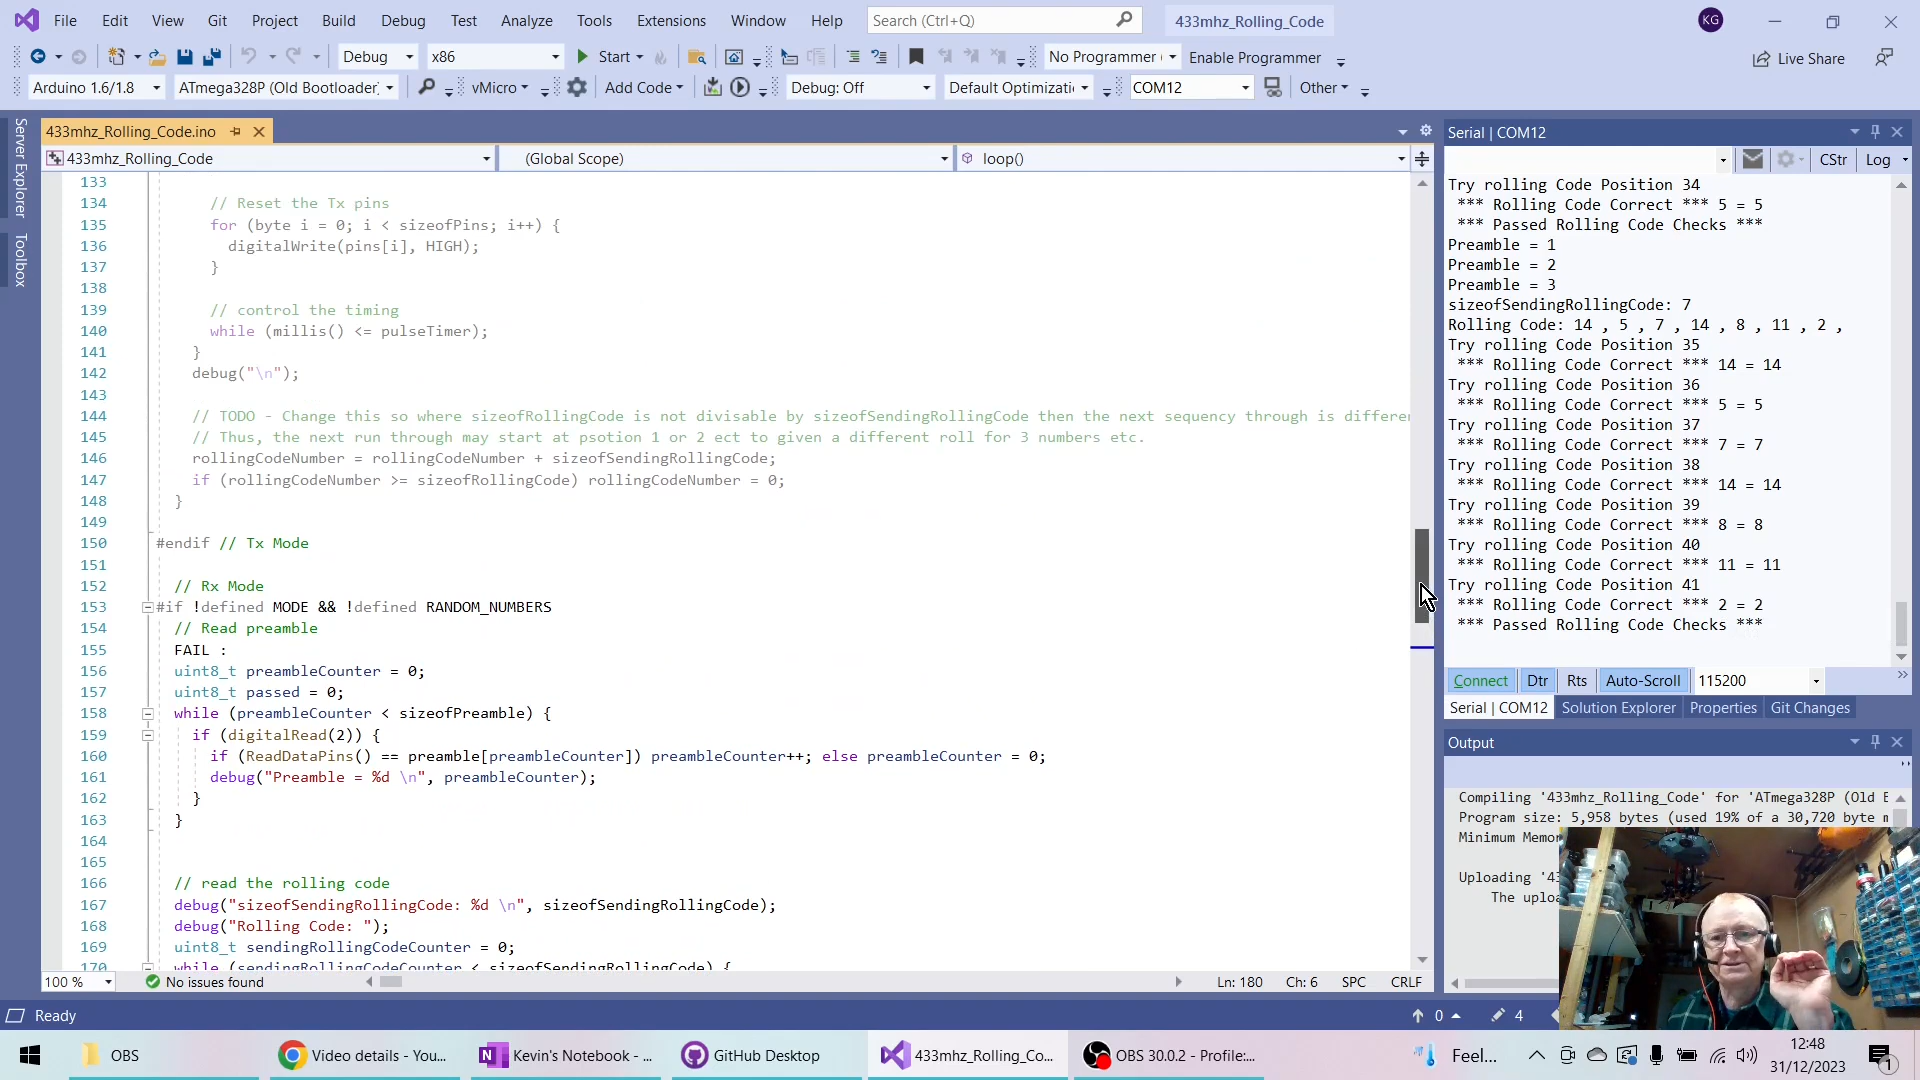 File Edit View Git Project Build Debug Test Analyze Tools Extensions Window Help Search (Ctrl+Q) 433mhz_Rolling_Code KG
Debug x86 Start No Programmer Enable Programmer Live Share
Arduino 1.6/1.8 ATmega328P (Old Bootloader) vMicro Add Code Debug: Off Default Optimizati COM12 Other
Server Explorer
Toolbox
433mhz_Rolling_Code.ino
433mhz_Rolling_Code (Global Scope) loop()
133
134 // Reset the Tx pins
135 for (byte i = 0; i < sizeofPins; i++) {
136 digitalWrite(pins[i], HIGH);
137 }
138
139 // control the timing
140 while (millis() <= pulseTimer);
141 }
142 debug("\n");
143
144 // TODO - Change this so where sizeofRollingCode is not divisable by sizeofSendingRollingCode then the next sequency through is differe
145 // Thus, the next run through may start at psotion 1 or 2 ect to given a different roll for 3 numbers etc.
146 rollingCodeNumber = rollingCodeNumber + sizeofSendingRollingCode;
147 if (rollingCodeNumber >= sizeofRollingCode) rollingCodeNumber = 0;
148 }
149
150 #endif // Tx Mode
151
152 // Rx Mode
153 #if !defined MODE && !defined RANDOM_NUMBERS
154 // Read preamble
155 FAIL :
156 uint8_t preambleCounter = 0;
157 uint8_t passed = 0;
158 while (preambleCounter < sizeofPreamble) {
159 if (digitalRead(2)) {
160 if (ReadDataPins() == preamble[preambleCounter]) preambleCounter++; else preambleCounter = 0;
161 debug("Preamble = %d \n", preambleCounter);
162 }
163 }
164
165
166 // read the rolling code
167 debug("sizeofSendingRollingCode: %d \n", sizeofSendingRollingCode);
168 debug("Rolling Code: ");
169 uint8_t sendingRollingCodeCounter = 0;
170 while (sendingRollingCodeCounter < sizeofSendingRollingCode) {
100 % No issues found Ln: 180 Ch: 6 SPC CRLF
Serial | COM12
CStr Log
Try rolling Code Position 34
*** Rolling Code Correct *** 5 = 5
*** Passed Rolling Code Checks ***
Preamble = 1
Preamble = 2
Preamble = 3
sizeofSendingRollingCode: 7
Rolling Code: 14 , 5 , 7 , 14 , 8 , 11 , 2 ,
Try rolling Code Position 35
*** Rolling Code Correct *** 14 = 14
Try rolling Code Position 36
*** Rolling Code Correct *** 5 = 5
Try rolling Code Position 37
*** Rolling Code Correct *** 7 = 7
Try rolling Code Position 38
*** Rolling Code Correct *** 14 = 14
Try rolling Code Position 39
*** Rolling Code Correct *** 8 = 8
Try rolling Code Position 40
*** Rolling Code Correct *** 11 = 11
Try rolling Code Position 41
*** Rolling Code Correct *** 2 = 2
*** Passed Rolling Code Checks ***
Connect Dtr Rts Auto-Scroll 115200
Serial | COM12 Solution Explorer Properties Git Changes
Output
Compiling '433mhz_Rolling_Code' for 'ATmega328P (Old B
Program size: 5,958 bytes (used 19% of a 30,720 byte m
Minimum Memor
Uploading '43
The uploa
Ready 0 4
OBS Video details - You... Kevin's Notebook - ... GitHub Desktop 433mhz_Rolling_Co... OBS 30.0.2 - Profile:... Feel... 12:48
31/12/2023 1